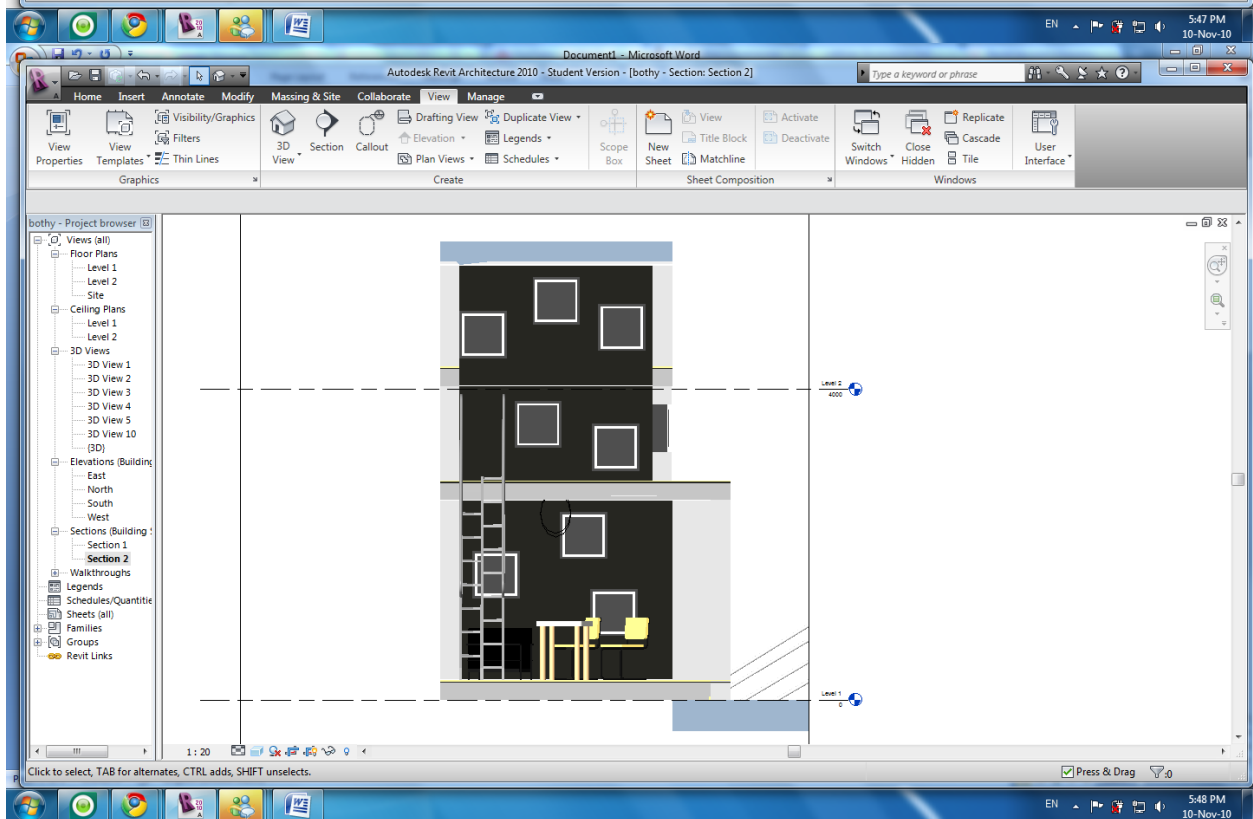 EN
5:47 PM
10-Nov-10
Document1 - Microsoft Word
Autodesk Revit Architecture 2010 - Student Version - [bothy - Section: Section 2]
Type a keyword or phrase
Home Insert Annotate Modify Massing & Site Collaborate View Manage
View Properties
View Templates
Visibility/Graphics
Filters
Thin Lines
3D View
Section
Callout
Drafting View
Elevation
Plan Views
Duplicate View
Legends
Schedules
Scope Box
New Sheet
View
Title Block
Matchline
Activate
Deactivate
Switch Windows
Close Hidden
Replicate
Cascade
Tile
User Interface
Graphics
Create
Sheet Composition
Windows
bothy - Project browser
Views (all)
Floor Plans
Level 1
Level 2
Site
Ceiling Plans
Level 1
Level 2
3D Views
3D View 1
3D View 2
3D View 3
3D View 4
3D View 5
3D View 10
{3D}
Elevations (Building
East
North
South
West
Sections (Building
Section 1
Section 2
Walkthroughs
Legends
Schedules/Quantitie
Sheets (all)
Families
Groups
Revit Links
Level 2
4000
Level 1
0
1 : 20
Click to select, TAB for alternates, CTRL adds, SHIFT unselects.
Press & Drag
:0
EN
5:48 PM
10-Nov-10